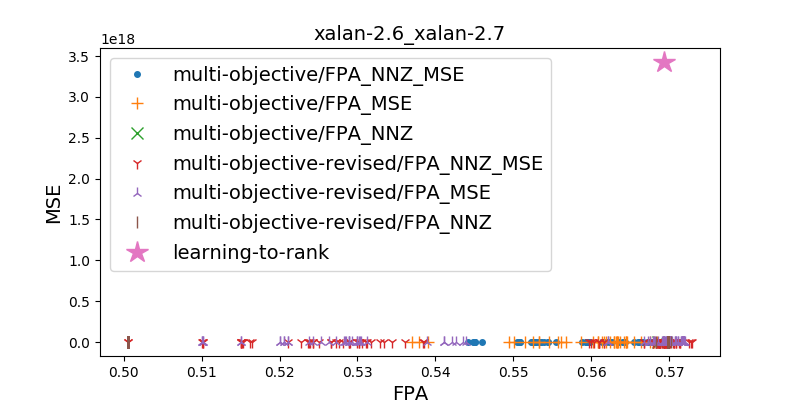 xalan-2.6_xalan-2.7
1e18
3.5
3.0
2.5
2.0
1.5
1.0
0.5
0.0
MSE
multi-objective/FPA_NNZ_MSE
multi-objective/FPA_MSE
multi-objective/FPA_NNZ
multi-objective-revised/FPA_NNZ_MSE
multi-objective-revised/FPA_MSE
multi-objective-revised/FPA_NNZ
learning-to-rank
0.50 0.51 0.52 0.53 0.54 0.55 0.56 0.57
FPA